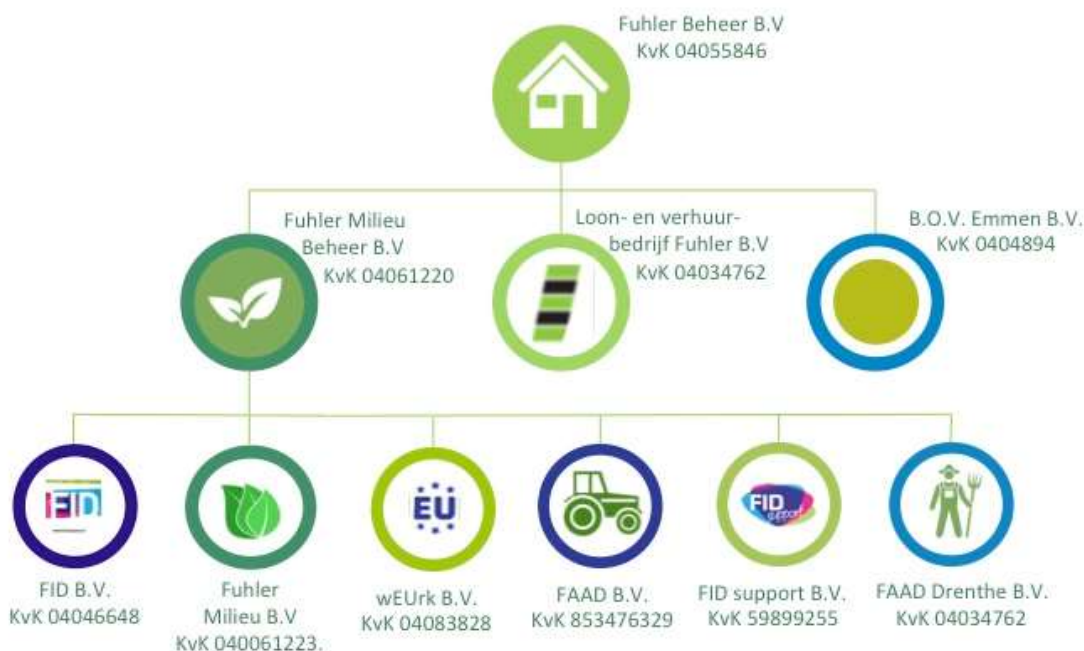 Fuhler Beheer B.V
KvK 04055846
Fuhler Milieu
Beheer B.V
KvK 04061220
Loon- en verhuur-
bedrijf Fuhler B.V
KvK 04034762
B.O.V. Emmen B.V.
KvK 0404894
FID
EU
FID
support
FID B.V.
KvK 04046648
Fuhler
Milieu B.V
KvK 040061223.
wEUrk B.V.
KvK 04083828
FAAD B.V.
KvK 853476329
FID support B.V.
KvK 59899255
FAAD Drenthe B.V.
KvK 04034762